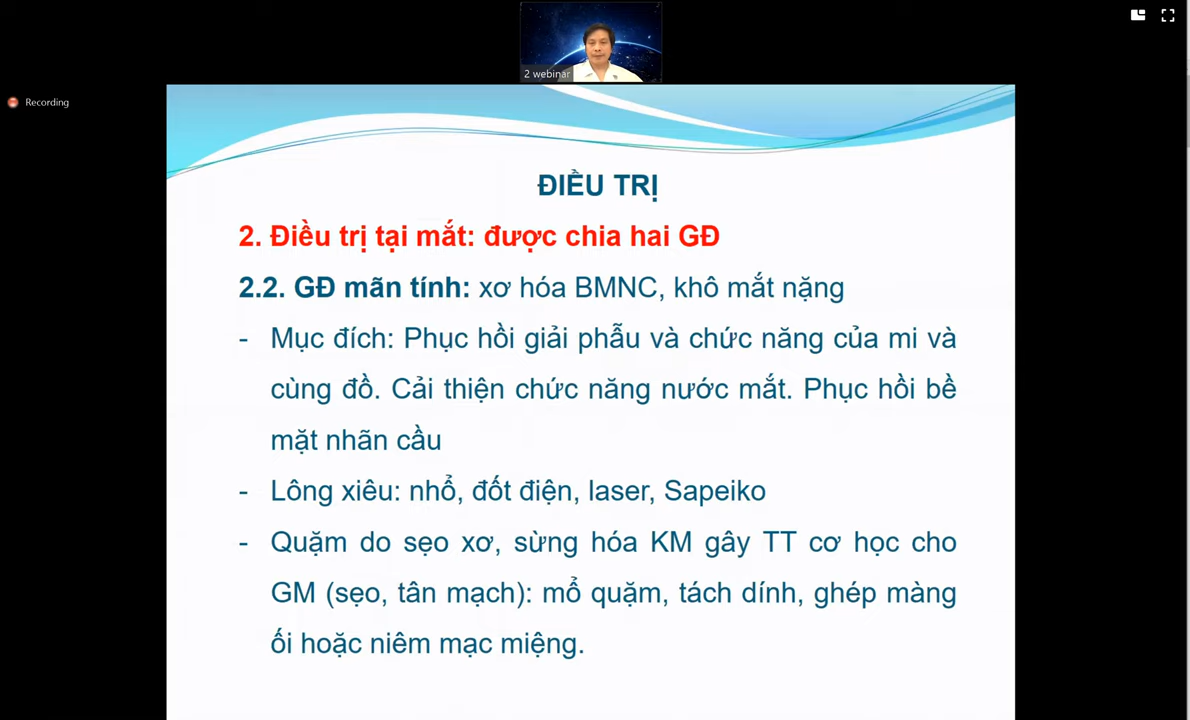 2 webinar
Recording
ĐIỀU TRỊ
2. Điều trị tại mắt: được chia hai GĐ
2.2. GĐ mãn tính: xơ hóa BMNC, khô mắt nặng
- Mục đích: Phục hồi giải phẫu và chức năng của mi và
cùng đồ. Cải thiện chức năng nước mắt. Phục hồi bề
mặt nhãn cầu
- Lông xiêu: nhổ, đốt điện, laser, Sapeiko
- Quặm do sẹo xơ, sừng hóa KM gây TT cơ học cho
GM (sẹo, tân mạch): mổ quặm, tách dính, ghép màng
ối hoặc niêm mạc miệng.